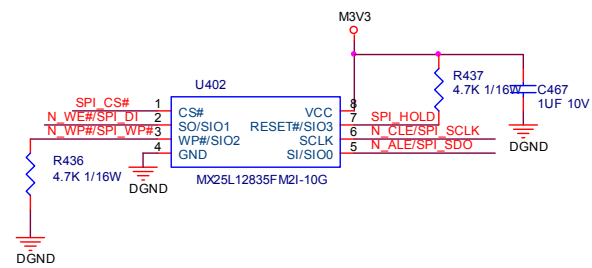 M3V3
U402
R437
4.7K 1/16W
C467
1UF 10V
SPI_CS#
1
CS#
VCC
8
N_WE#/SPI_DI
2
SO/SIO1
RESET#/SIO3
7
SPI_HOLD
N_WP#/SPI_WP#
3
WP#/SIO2
SCLK
6
N_CLE/SPI_SCLK
4
GND
SI/SIO0
5
N_ALE/SPI_SDO
R436
4.7K 1/16W
DGND
MX25L12835FM2I-10G
DGND
DGND